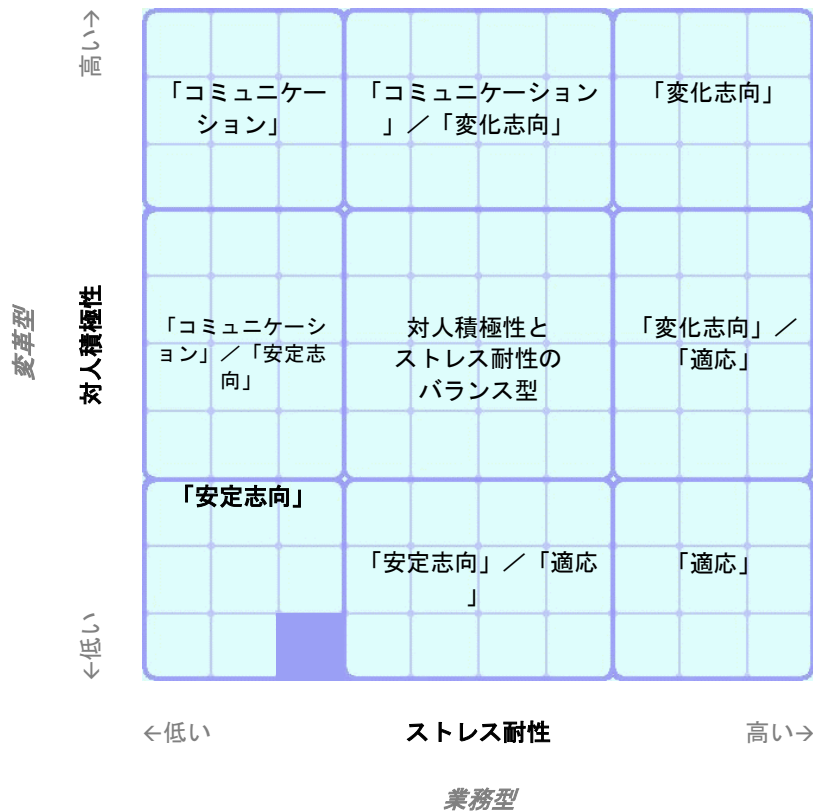 高い→
「コミュニケー
ション」
「コミュニケーション
」／「変化志向」
「変化志向」
変革型
対人積極性
「コミュニケーシ
ョン」／「安定志
向」
対人積極性と
ストレス耐性の
バランス型
「変化志向」／
「適応」
「安定志向」
「安定志向」／「適応
」
「適応」
←低い
←低い
ストレス耐性
高い→
業務型